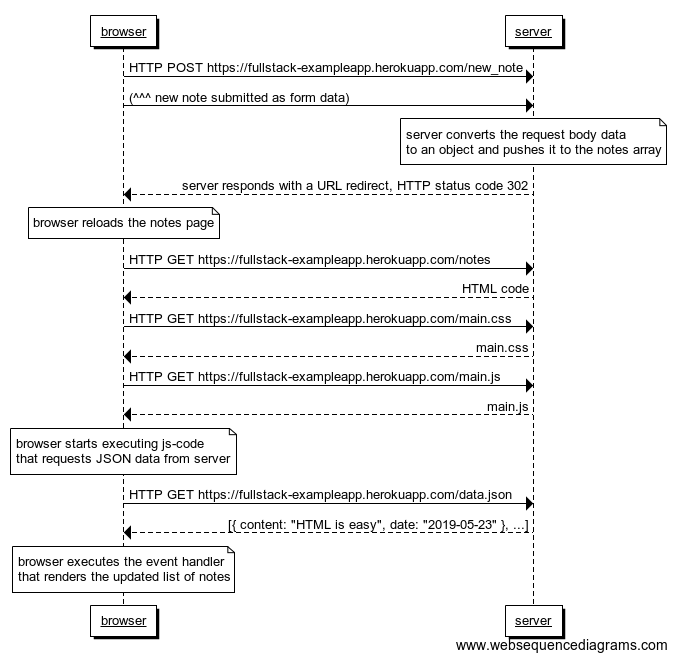 browser
server
HTTP POST https://fullstack-exampleapp.herokuapp.com/new_note
(^^^ new note submitted as form data)
server converts the request body data
to an object and pushes it to the notes array
server responds with a URL redirect, HTTP status code 302
browser reloads the notes page
HTTP GET https://fullstack-exampleapp.herokuapp.com/notes
HTML code
HTTP GET https://fullstack-exampleapp.herokuapp.com/main.css
main.css
HTTP GET https://fullstack-exampleapp.herokuapp.com/main.js
main.js
browser starts executing js-code
that requests JSON data from server
HTTP GET https://fullstack-exampleapp.herokuapp.com/data.json
[{ content: "HTML is easy", date: "2019-05-23" }, ...]
browser executes the event handler
that renders the updated list of notes
browser
server
www.websequencediagrams.com